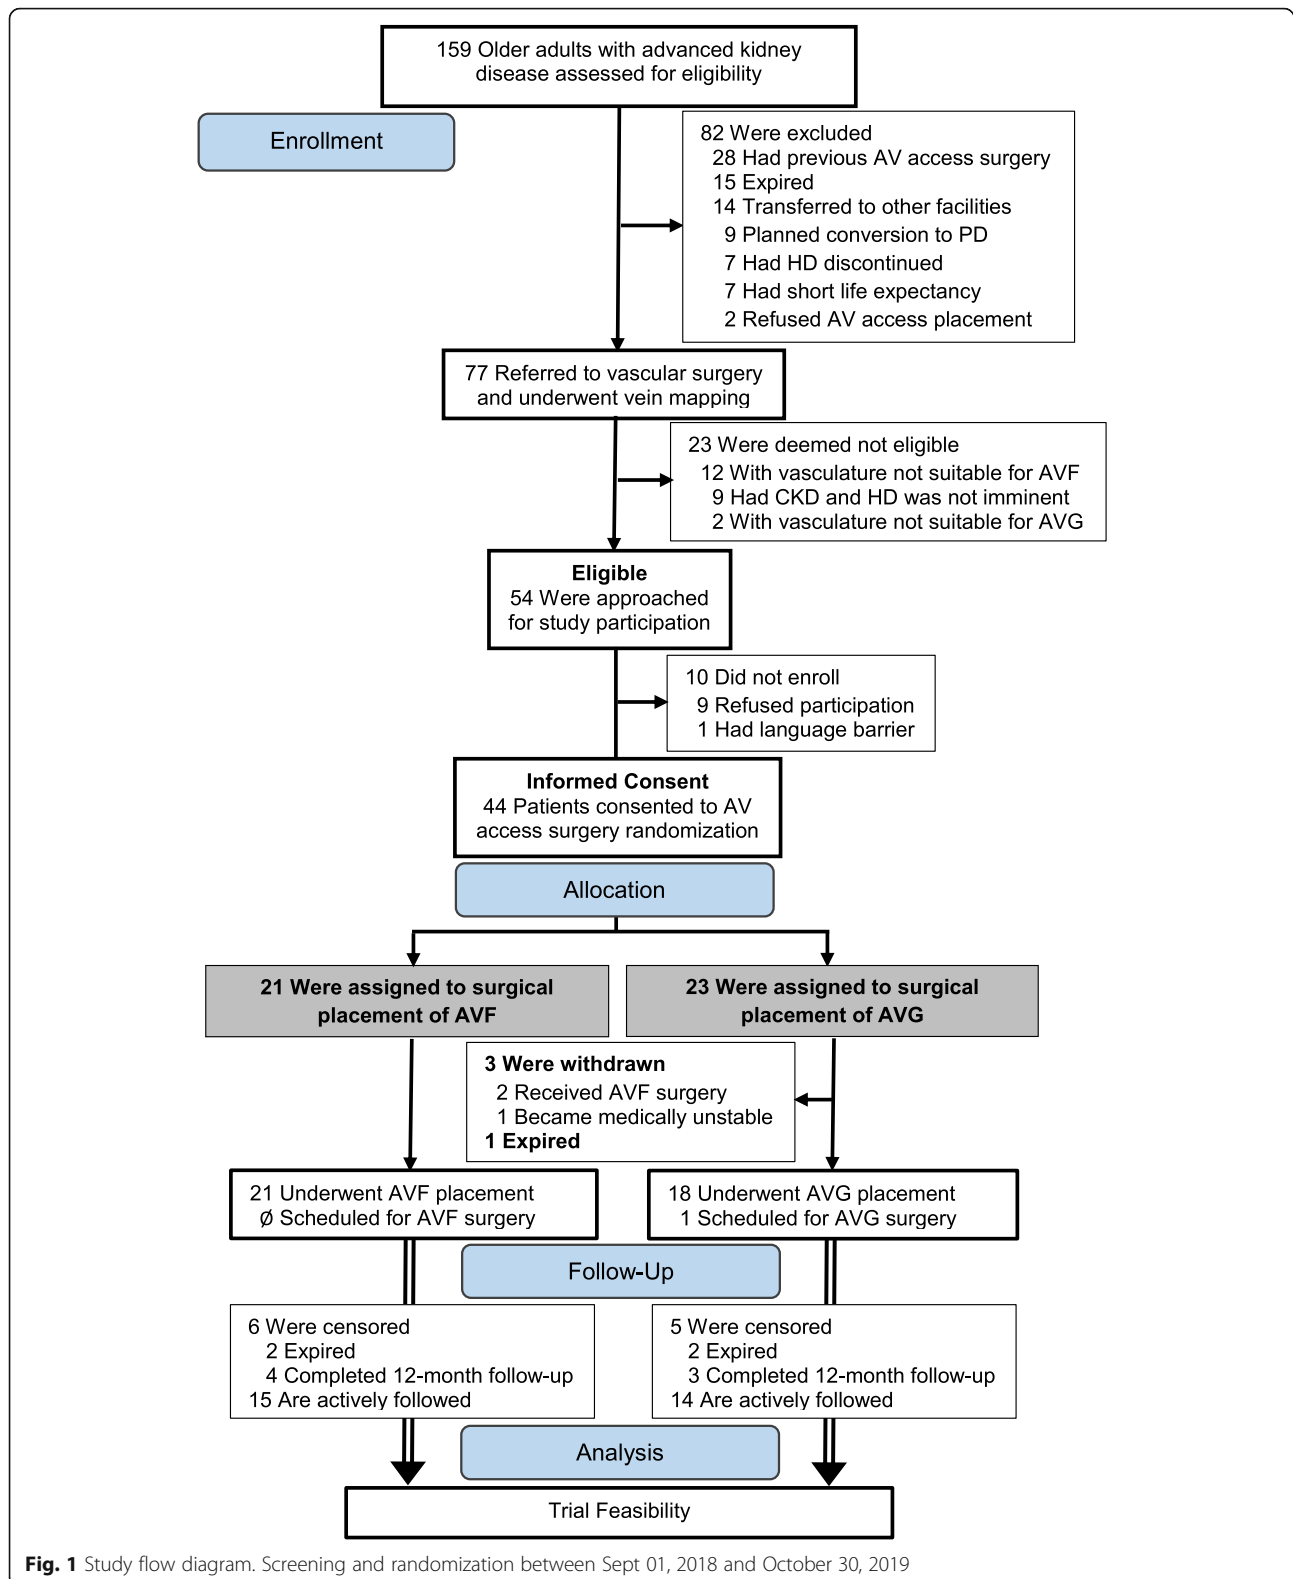 159 Older adults with advanced kidney
disease assessed for eligibility
Enrollment
82 Were excluded
28 Had previous AV access surgery
15 Expired
14 Transferred to other facilities
9 Planned conversion to PD
7 Had HD discontinued
7 Had short life expectancy
2 Refused AV access placement
77 Referred to vascular surgery
and underwent vein mapping
23 Were deemed not eligible
12 With vasculature not suitable for AVF
9 Had CKD and HD was not imminent
2 With vasculature not suitable for AVG
Eligible
54 Were approached
for study participation
10 Did not enroll
9 Refused participation
1 Had language barrier
Informed Consent
44 Patients consented to AV
access surgery randomization
Allocation
21 Were assigned to surgical
placement of AVF
23 Were assigned to surgical
placement of AVG
3 Were withdrawn
2 Received AVF surgery
1 Became medically unstable
1 Expired
21 Underwent AVF placement
Ø Scheduled for AVF surgery
18 Underwent AVG placement
1 Scheduled for AVG surgery
Follow-Up
6 Were censored
2 Expired
4 Completed 12-month follow-up
15 Are actively followed
5 Were censored
2 Expired
3 Completed 12-month follow-up
14 Are actively followed
Analysis
Trial Feasibility
Fig. 1 Study flow diagram. Screening and randomization between Sept 01, 2018 and October 30, 2019